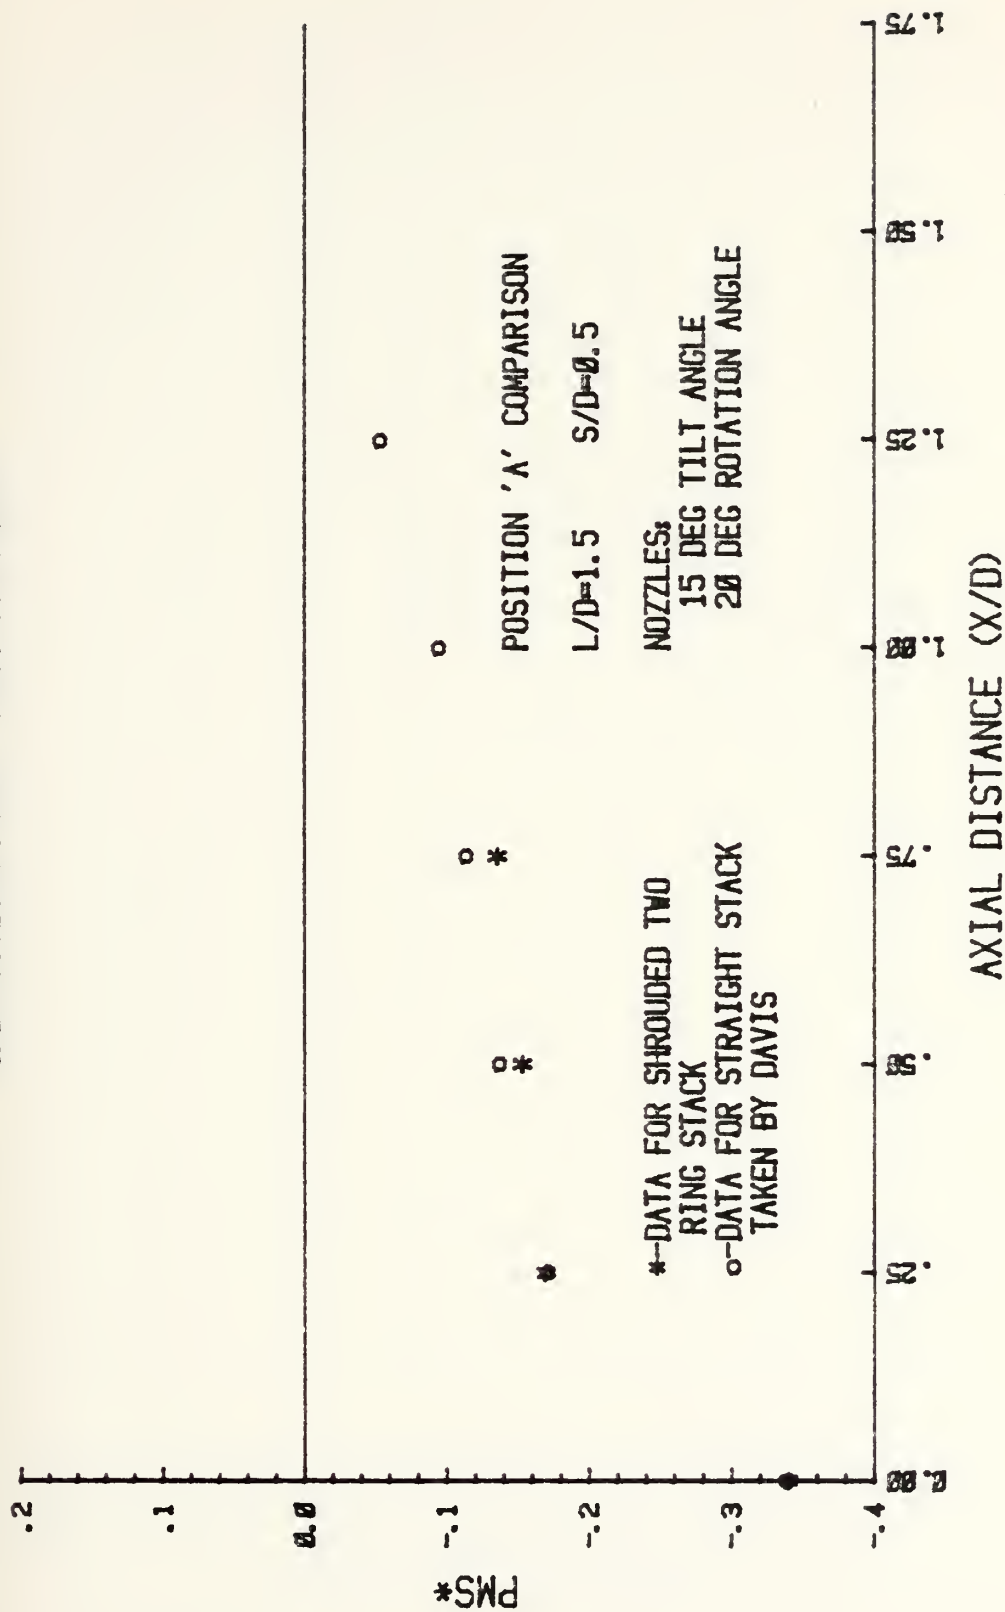 PMS*
.2
.1
0.0
-.1
-.2
-.3
-.4
POSITION 'A' COMPARISON
L/D=1.5 S/D=0.5
NOZZLES:
15 DEG TILT ANGLE
20 DEG ROTATION ANGLE
*-DATA FOR SHROUDED TWO
RING STACK
o-DATA FOR STRAIGHT STACK
TAKEN BY DAVIS
0.00
.25
.50
.75
1.00
1.25
1.50
1.75
AXIAL DISTANCE (X/D)